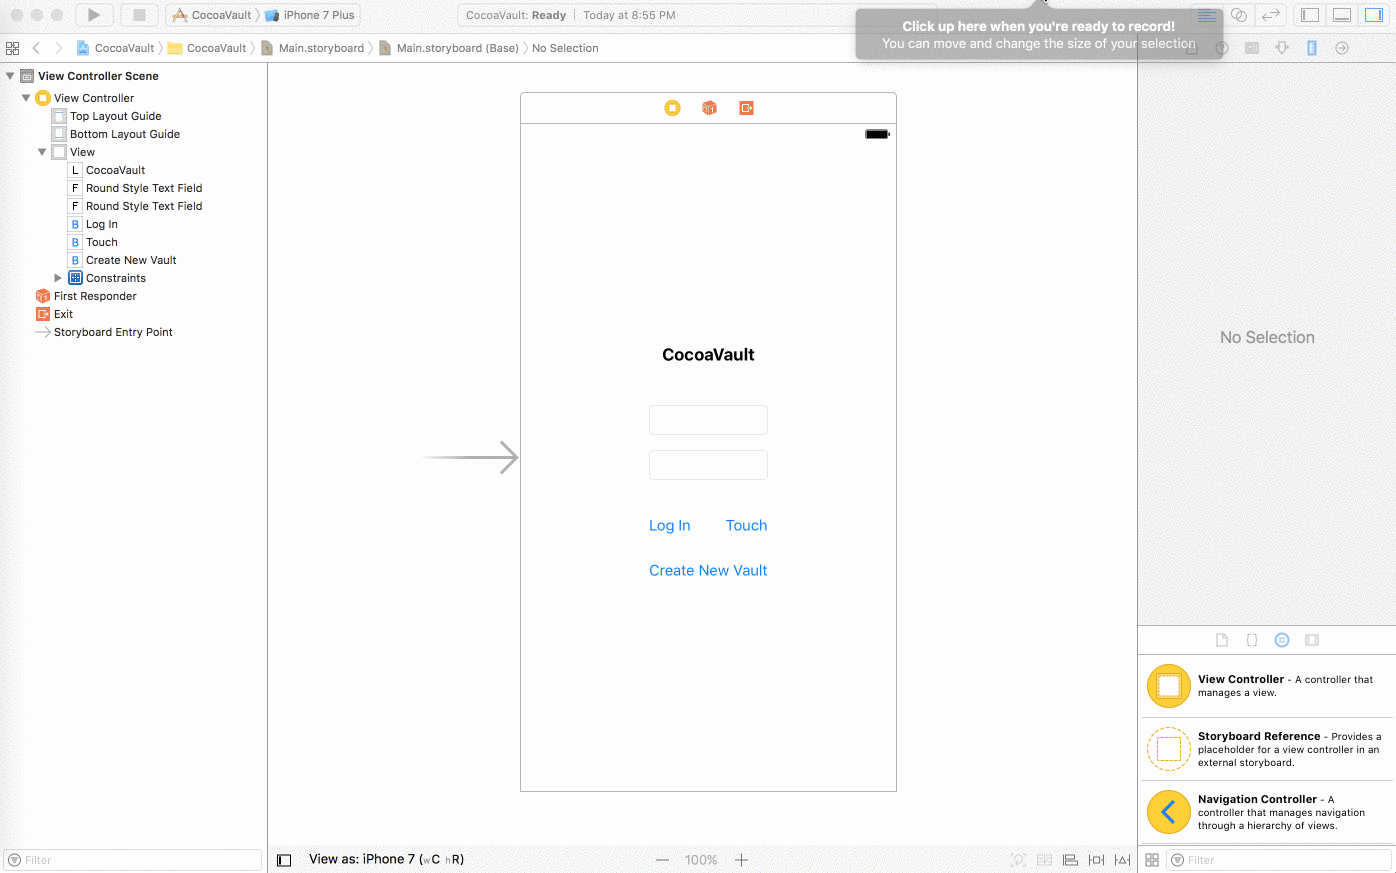 CocoaVault
iPhone 7 Plus
CocoaVault: Ready
Today at 8:55 PM
Click up here when you're ready to record!
You can move and change the size of your selection
CocoaVault
CocoaVault
Main.storyboard
Main.storyboard (Base)
No Selection
View Controller Scene
View Controller
Top Layout Guide
Bottom Layout Guide
View
L CocoaVault
F Round Style Text Field
F Round Style Text Field
B Log In
B Touch
B Create New Vault
Constraints
First Responder
Exit
Storyboard Entry Point
Filter
CocoaVault
Log In
Touch
Create New Vault
View as: iPhone 7 (wC hR)
100%
No Selection
{ }
View Controller - A controller that
manages a view.
Storyboard Reference - Provides a
placeholder for a view controller in an
external storyboard.
Navigation Controller - A
controller that manages navigation
through a hierarchy of views.
Filter